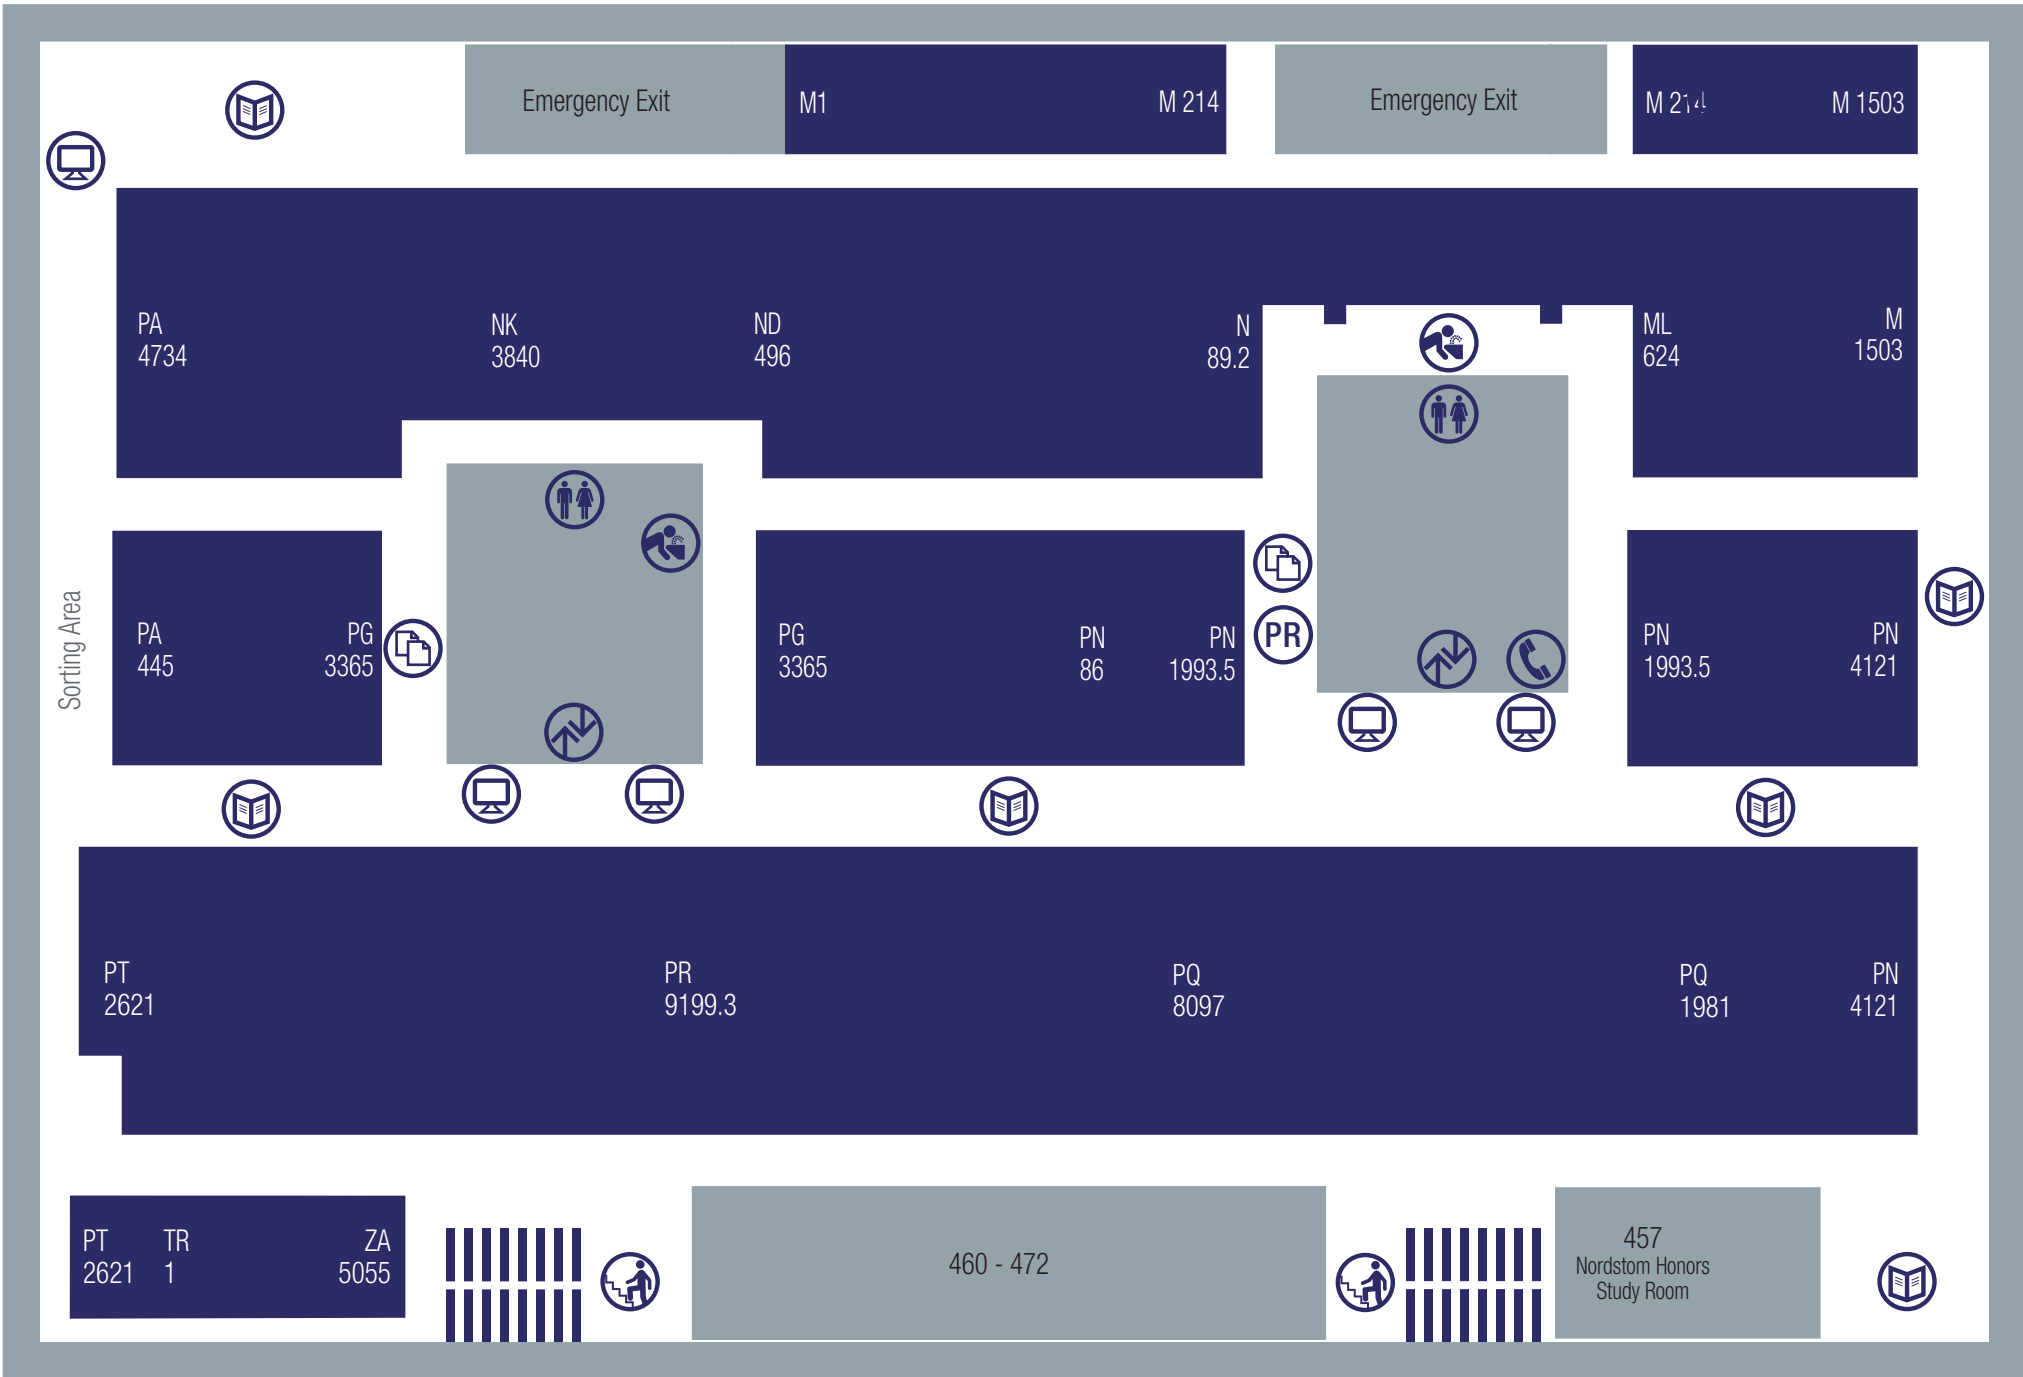 Emergency Exit
M1
M 214
Emergency Exit
M 214
M 1503
PA
4734
NK
3840
ND
496
N
89.2
ML
624
M
1503
Sorting Area
PA
445
PG
3365
PG
3365
PN
86
PN
1993.5
PR
PN
1993.5
PN
4121
PT
2621
PR
9199.3
PQ
8097
PQ
1981
PN
4121
PT
2621
TR
1
ZA
5055
460 - 472
457
Nordstom Honors
Study Room